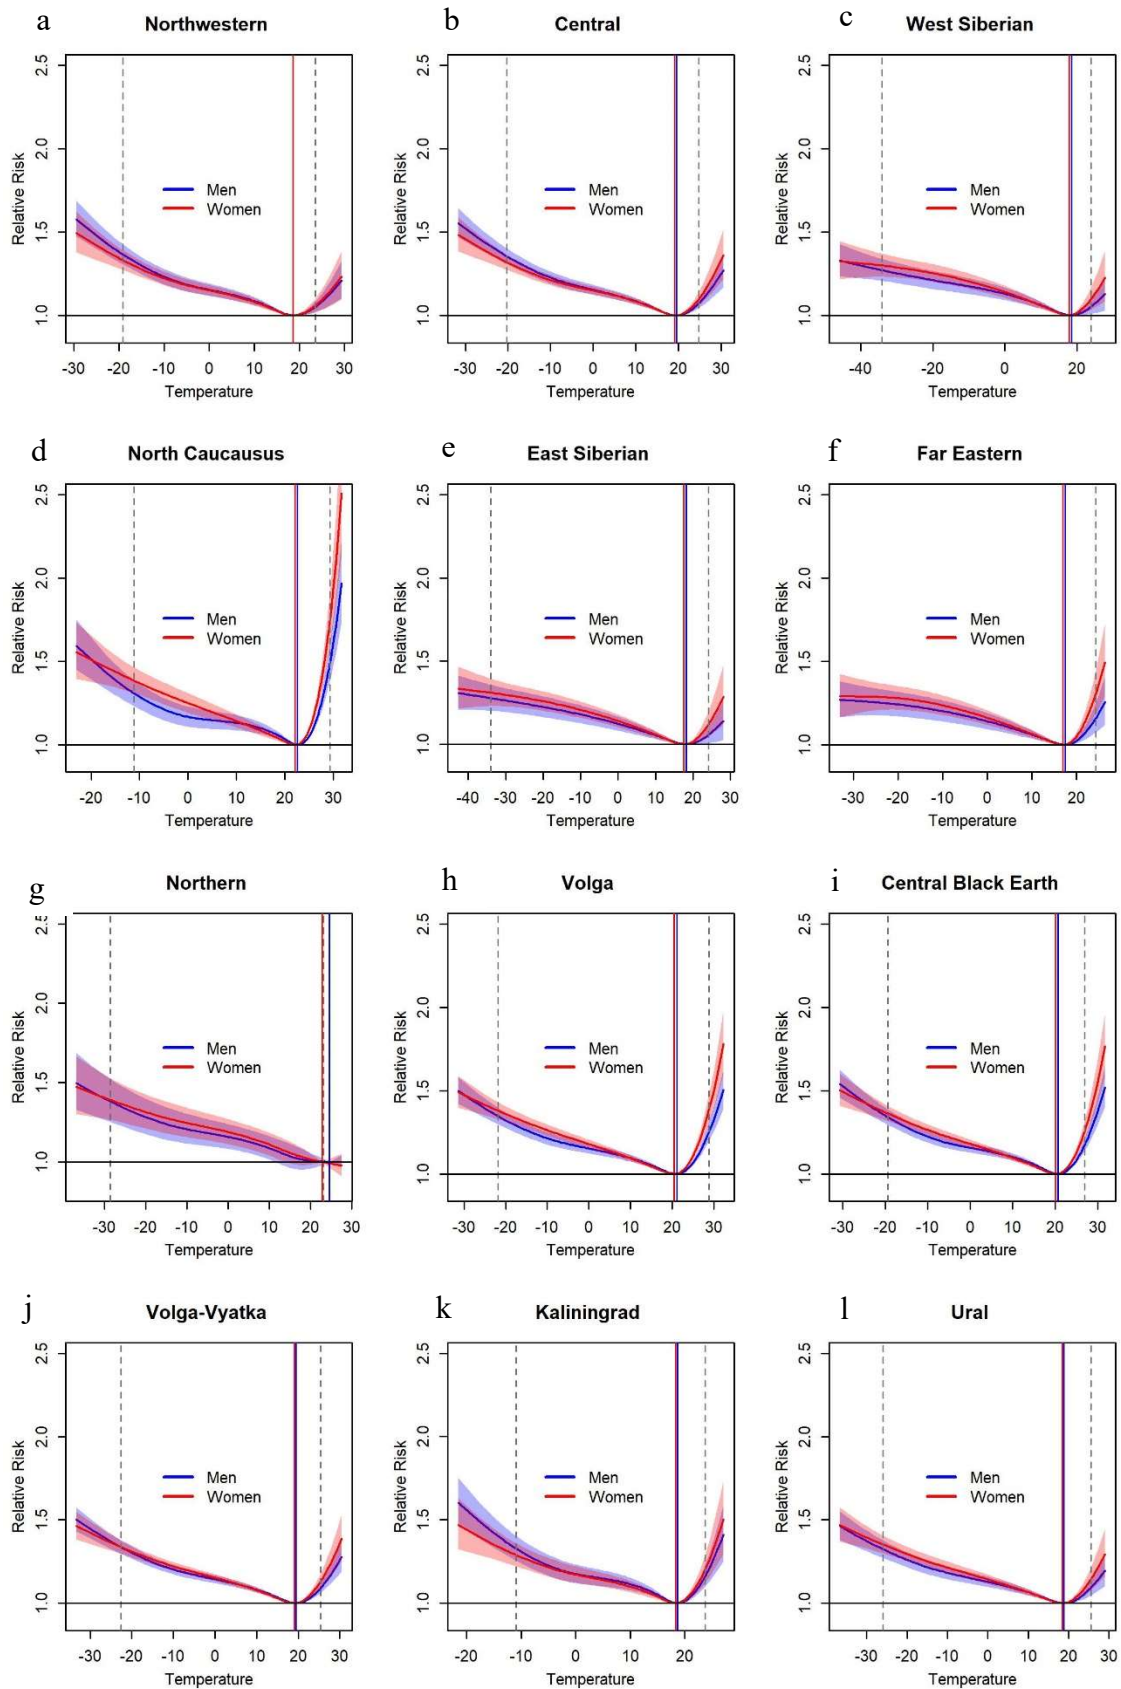 a Northwestern
2.5
2.0
1.5
1.0
Relative Risk
Men
Women
-30 -20 -10 0 10 20 30
Temperature
b Central
2.5
2.0
1.5
1.0
Relative Risk
Men
Women
-30 -20 -10 0 10 20 30
Temperature
c West Siberian
2.5
2.0
1.5
1.0
Relative Risk
Men
Women
-40 -20 0 20
Temperature
d North Caucausus
2.5
2.0
1.5
1.0
Relative Risk
Men
Women
-20 -10 0 10 20 30
Temperature
e East Siberian
2.5
2.0
1.5
1.0
Relative Risk
Men
Women
-40 -30 -20 -10 0 10 20 30
Temperature
f Far Eastern
2.5
2.0
1.5
1.0
Relative Risk
Men
Women
-30 -20 -10 0 10 20
Temperature
g Northern
2.5
2.0
1.5
1.0
Relative Risk
Men
Women
-30 -20 -10 0 10 20
Temperature
h Volga
2.5
2.0
1.5
1.0
Relative Risk
Men
Women
-30 -20 -10 0 10 20 30
Temperature
i Central Black Earth
2.5
2.0
1.5
1.0
Relative Risk
Men
Women
-30 -20 -10 0 10 20 30
Temperature
j Volga-Vyatka
2.5
2.0
1.5
1.0
Relative Risk
Men
Women
-30 -20 -10 0 10 20 30
Temperature
k Kaliningrad
2.5
2.0
1.5
1.0
Relative Risk
Men
Women
-20 -10 0 10 20
Temperature
l Ural
2.5
2.0
1.5
1.0
Relative Risk
Men
Women
-30 -20 -10 0 10 20 30
Temperature